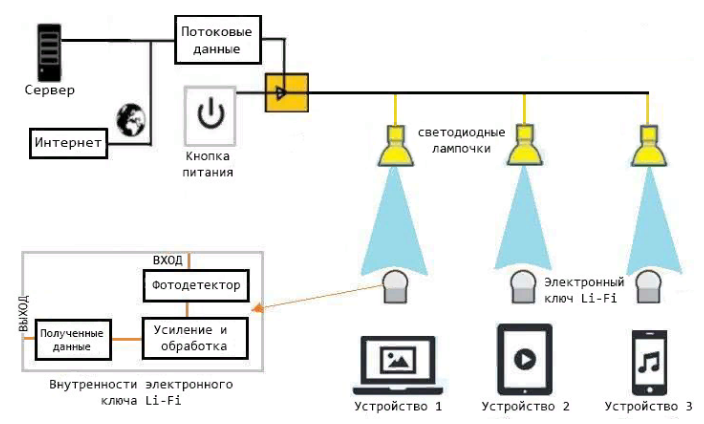 Потоковые
данные
Сервер
Интернет
Кнопка
питания
светодиодные
лампочки
Электронный
ключ Li-Fi
ВХОД
Фотодетектор
ВЫХОД
Полученные
данные
Усиление и
обработка
Внутренности электронного
ключа Li-Fi
Устройство 1
Устройство 2
Устройство 3